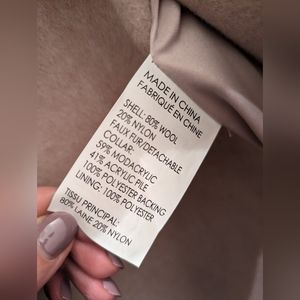 MADE IN CHINA
FABRIQUÉ EN CHINE
SHELL: 80% WOOL
20% NYLON
FAUX FUR/DETACHABLE
COLLAR:
59% MODACRYLIC
41% ACRYLIC PILE
100% POLYESTER BACKING
LINING: 100% POLYESTER
TISSU PRINCIPAL:
80% LAINE 20% NYLON